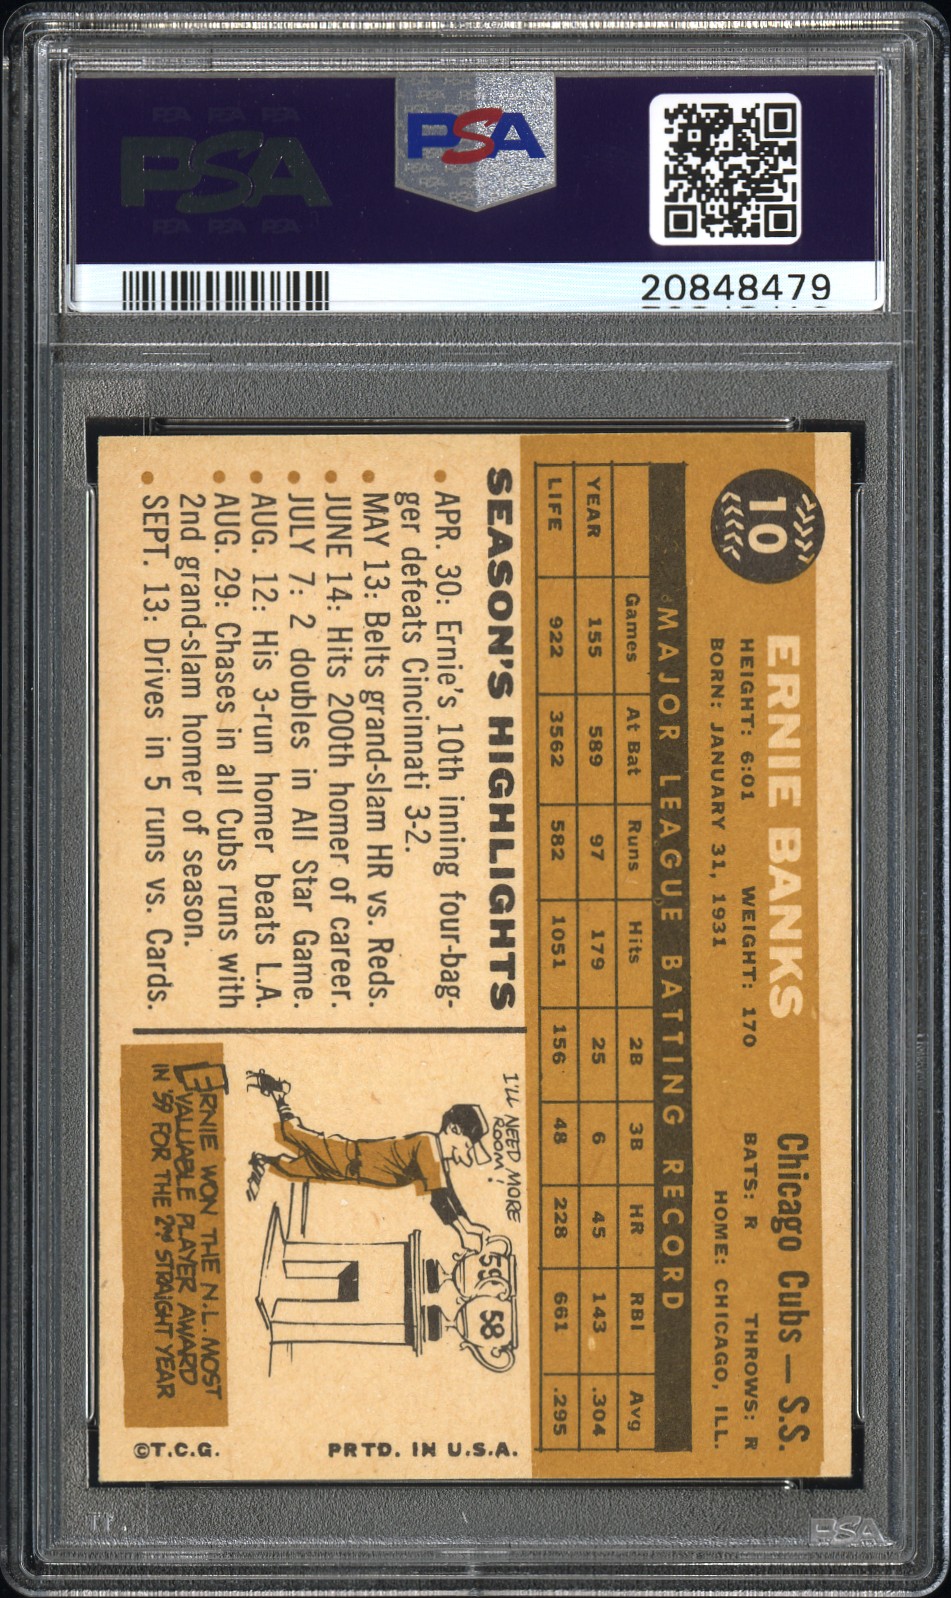 PSA
PSA
20848479
10
ERNIE BANKS
Chicago Cubs — S.S.
HEIGHT: 6:01 WEIGHT: 170 BATS: R THROWS: R
BORN: JANUARY 31, 1931 HOME: CHICAGO, ILL.
MAJOR LEAGUE BATTING RECORD
Games At Bat Runs Hits 2B 3B HR RBI Avg
YEAR 155 589 97 179 25 6 45 143 .304
LIFE 922 3562 582 1051 156 48 228 661 .295
SEASON'S HIGHLIGHTS
• APR. 30: Ernie's 10th inning four-bag-
ger defeats Cincinnati 3-2.
• MAY 13: Belts grand-slam HR vs. Reds.
• JUNE 14: Hits 200th homer of career.
• JULY 7: 2 doubles in All Star Game.
• AUG. 12: His 3-run homer beats L.A.
• AUG. 29: Chases in all Cubs runs with
2nd grand-slam homer of season.
• SEPT. 13: Drives in 5 runs vs. Cards.
I'LL NEED MORE
ROOM!
59 58
ERNIE WON THE N.L. MOST
VALUABLE PLAYER AWARD
IN '59 FOR THE 2nd STRAIGHT YEAR
©T.C.G.
PRTD. IN U.S.A.
PSA